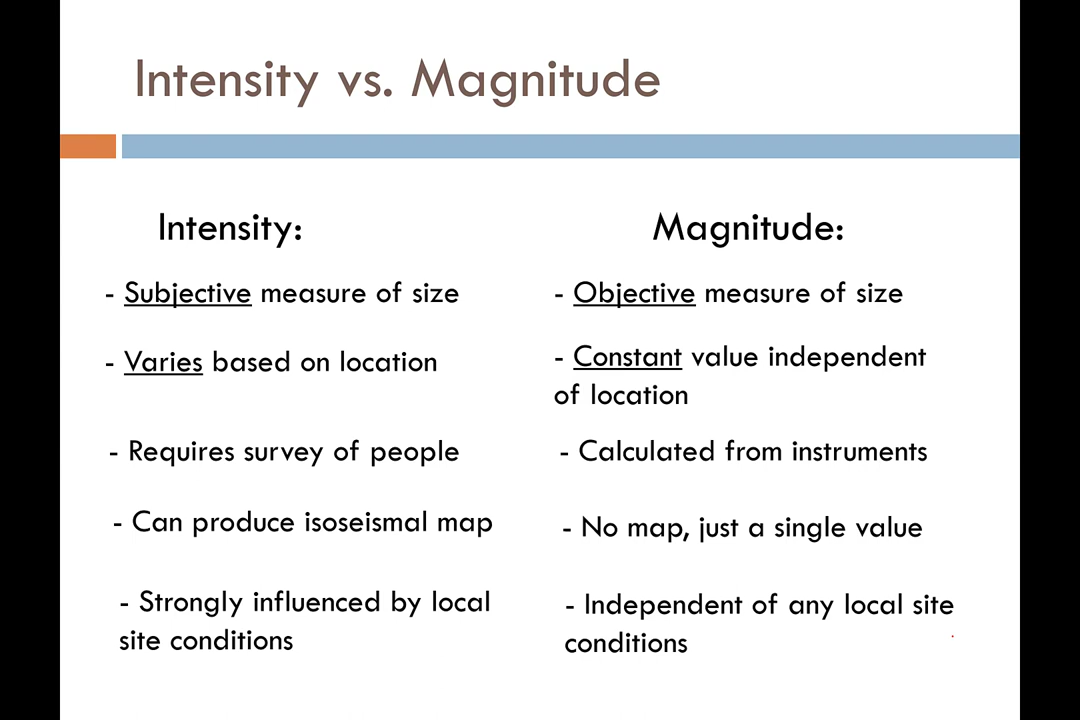 Intensity vs. Magnitude
Intensity:
- Subjective measure of size
- Varies based on location
- Requires survey of people
- Can produce isoseismal map
- Strongly influenced by local
site conditions
Magnitude:
- Objective measure of size
- Constant value independent
of location
- Calculated from instruments
- No map, just a single value
- Independent of any local site
conditions